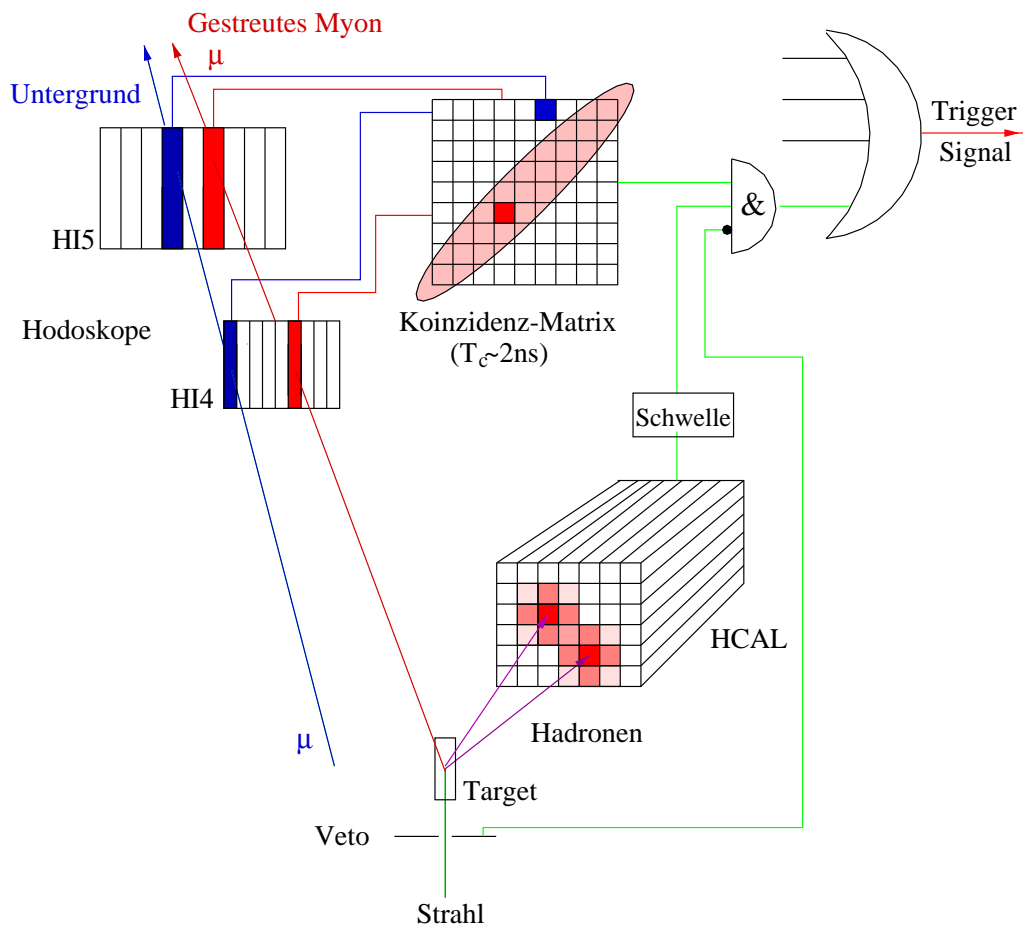 Gestreutes Myon
μ
Untergrund
Trigger
Signal
&
HI5
Koinzidenz-Matrix
(Tc~2ns)
Hodoskope
HI4
Schwelle
HCAL
Hadronen
μ
Target
Veto
Strahl